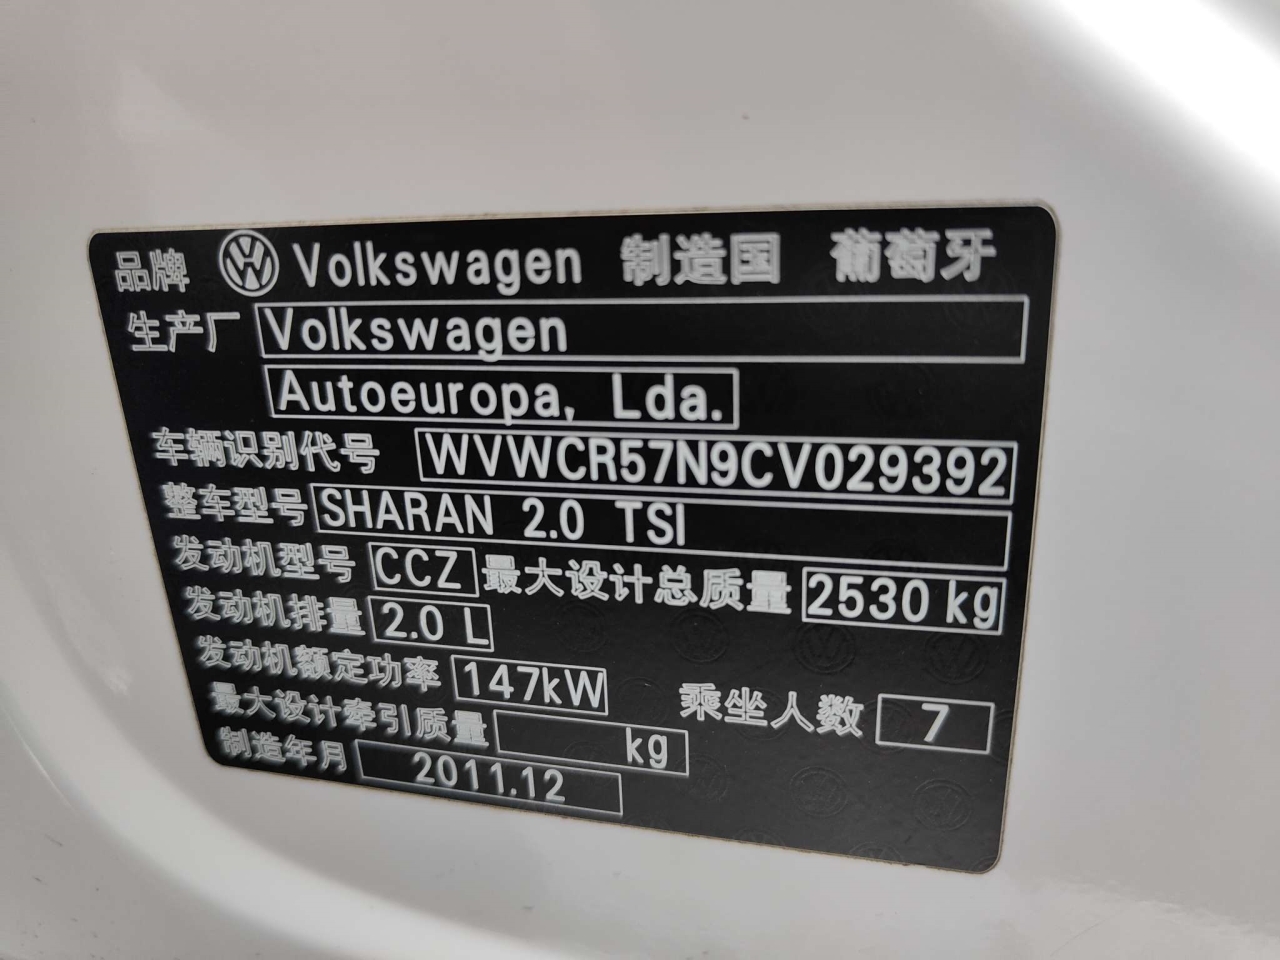 品牌 Volkswagen 制造国 葡萄牙
生产厂 Volkswagen
Autoeuropa, Lda.
车辆识别代号 WVWCR57N9CV029392
整车型号 SHARAN 2.0 TSI
发动机型号 CCZ 最大设计总质量 2530 kg
发动机排量 2.0 L
发动机额定功率 147kW 乘坐人数 7
最大设计牵引质量 kg
制造年月 2011.12